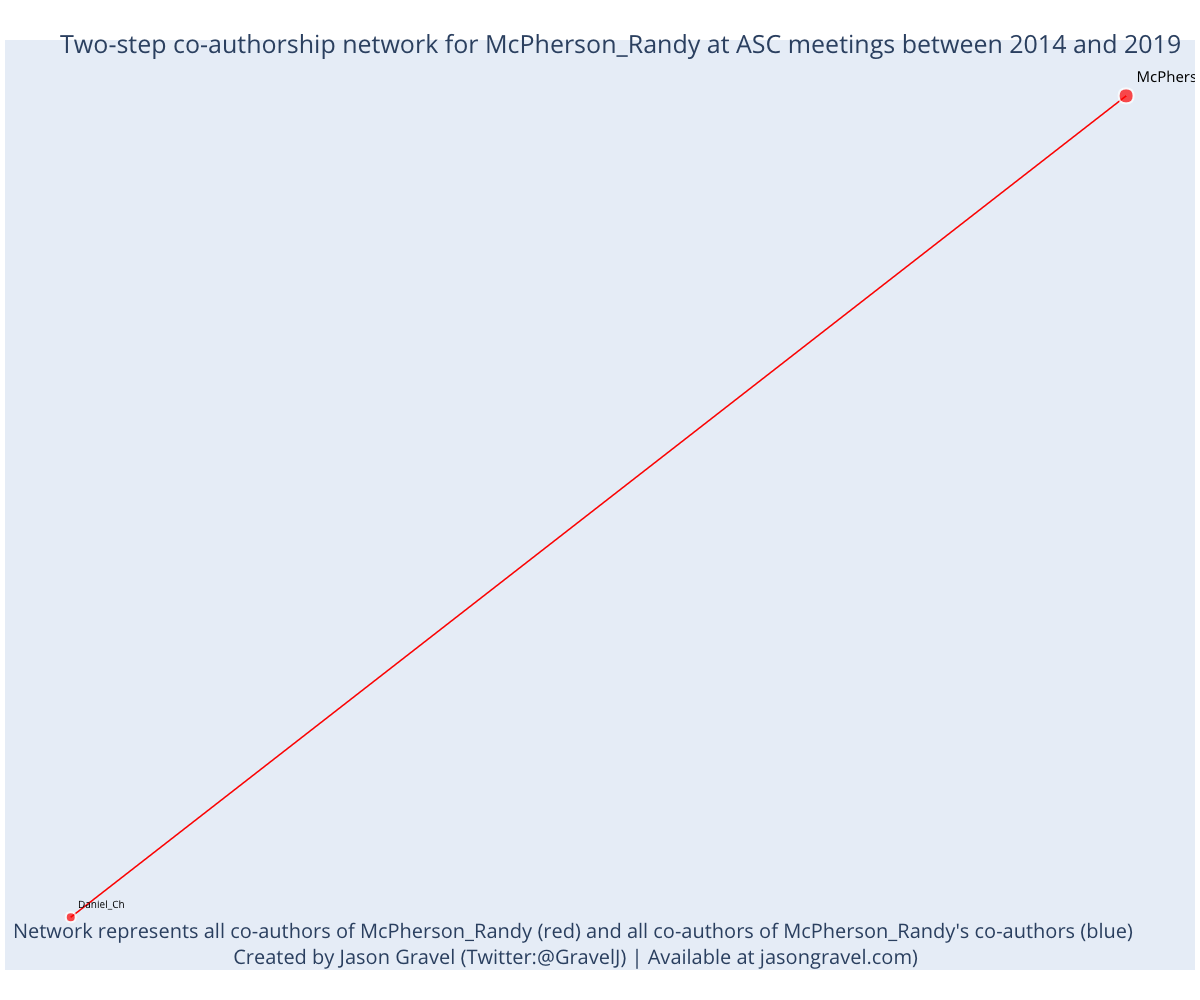 Two-step co-authorship network for McPherson_Randy at ASC meetings between 2014 and 2019
McPhers
Daniel_Ch
Network represents all co-authors of McPherson_Randy (red) and all co-authors of McPherson_Randy's co-authors (blue)
Created by Jason Gravel (Twitter:@GravelJ) | Available at jasongravel.com)